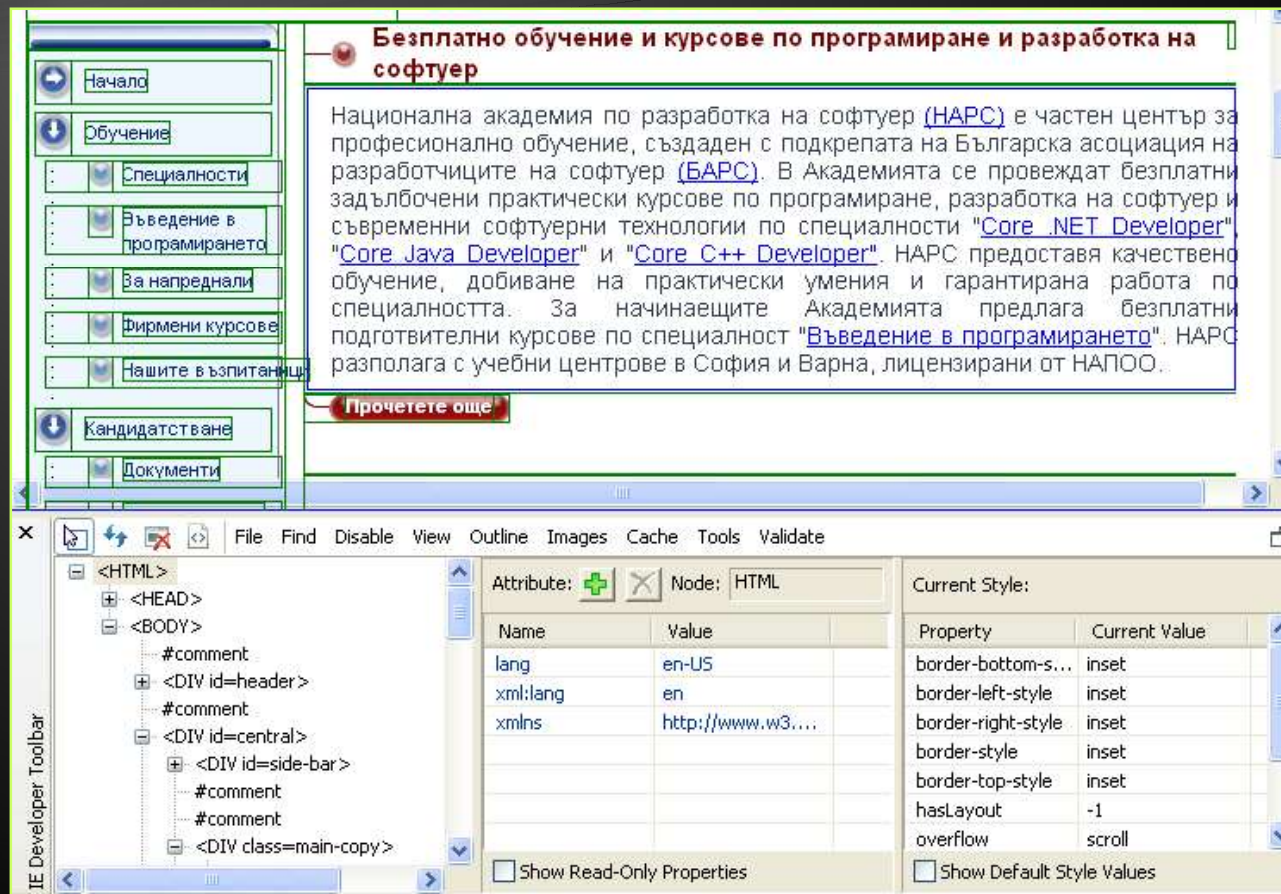 Безплатно обучение и курсове по програмиране и разработка на
софтуер
Начало
Обучение
Специалности
Въведение в
програмирането
За напреднали
Фирмени курсове
Нашите възпитаници
Кандидатстване
Документи
Национална академия по разработка на софтуер (НАРС) е частен център за
професионално обучение, създаден с подкрепата на Българска асоциация на
разработчиците на софтуер (БАРС). В Академията се провеждат безплатни
задълбочени практически курсове по програмиране, разработка на софтуер и
съвременни софтуерни технологии по специалности "Core .NET Developer",
"Core Java Developer" и "Core C++ Developer". НАРС предоставя качествено
обучение, добиване на практически умения и гарантирана работа по
специалността. За начинаещите Академията предлага безплатни
подготвителни курсове по специалност "Въведение в програмирането". НАРС
разполага с учебни центрове в София и Варна, лицензирани от НАПОО.
Прочетете още
File Find Disable View Outline Images Cache Tools Validate
IE Developer Toolbar
<HTML>
<HEAD>
<BODY>
#comment
<DIV id=header>
#comment
<DIV id=central>
<DIV id=side-bar>
#comment
#comment
<DIV class=main-copy>
Attribute: Node: HTML
Name Value
lang en-US
xml:lang en
xmlns http://www.w3....
Show Read-Only Properties
Current Style:
Property Current Value
border-bottom-s... inset
border-left-style inset
border-right-style inset
border-style inset
border-top-style inset
hasLayout -1
overflow scroll
Show Default Style Values